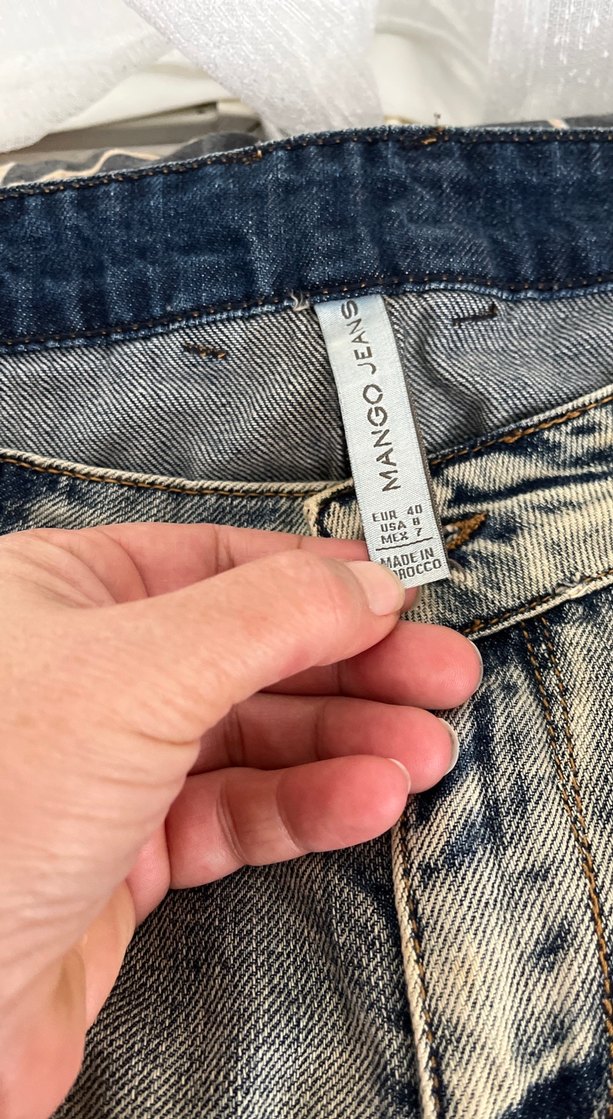 MANGO JEANS
EUR 40
USA 8
MEX 7
MADE IN